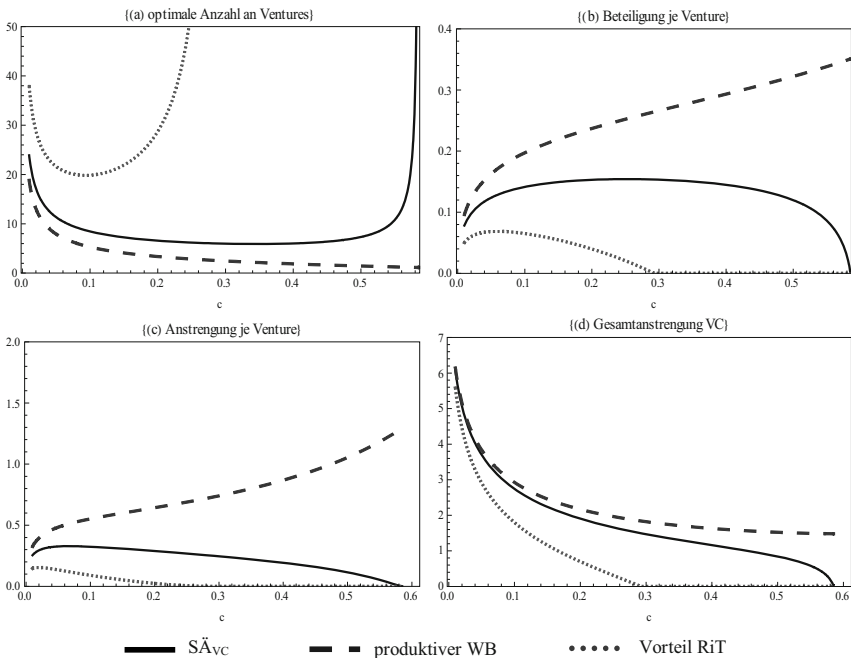 {(a) optimale Anzahl an Ventures}
50
40
30
20
10
0
0.0 0.1 0.2 0.3 0.4 0.5
c
{(b) Beteiligung je Venture}
0.4
0.3
0.2
0.1
0.0
0.0 0.1 0.2 0.3 0.4 0.5
c
{(c) Anstrengung je Venture}
2.0
1.5
1.0
0.5
0.0
0.0 0.1 0.2 0.3 0.4 0.5 0.6
c
{(d) Gesamtanstrengung VC}
7
6
5
4
3
2
1
0
0.0 0.1 0.2 0.3 0.4 0.5 0.6
c
SÄVC produktiver WB Vorteil RiT